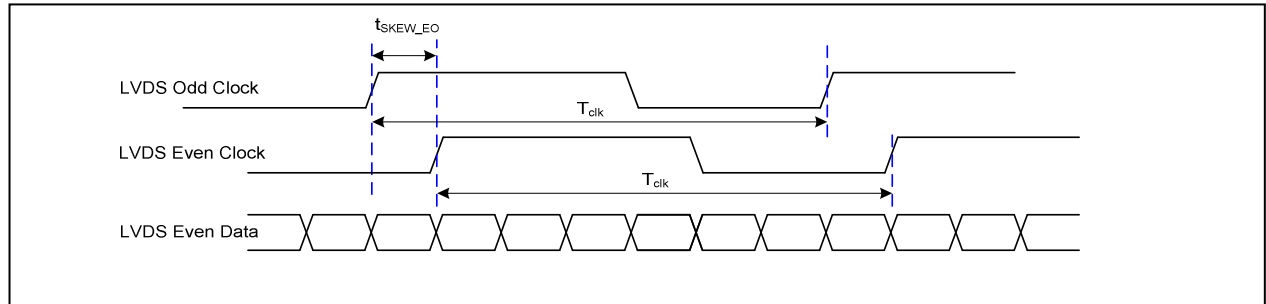 tSKEW_EO
LVDS Odd Clock
Tclk
LVDS Even Clock
Tclk
LVDS Even Data